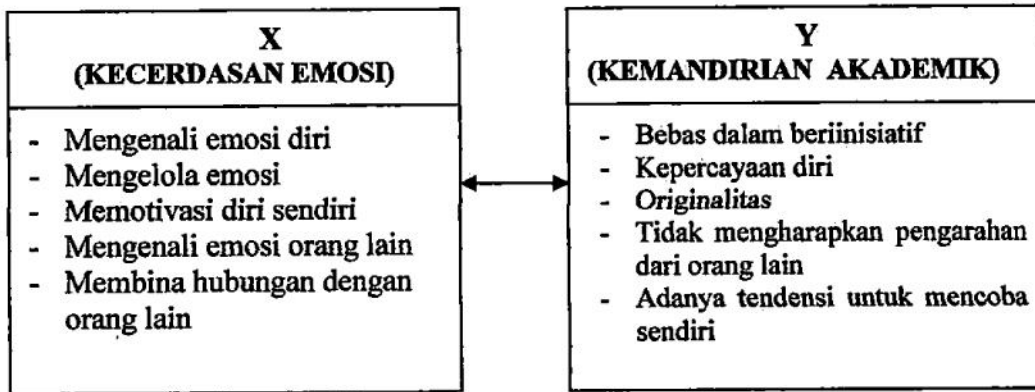 X
(KECERDASAN EMOSI)
- Mengenali emosi diri
- Mengelola emosi
- Memotivasi diri sendiri
- Mengenali emosi orang lain
- Membina hubungan dengan
orang lain
Y
(KEMANDIRIAN AKADEMIK)
- Bebas dalam beriinisiatif
- Kepercayaan diri
- Originalitas
- Tidak mengharapkan pengarahan
dari orang lain
- Adanya tendensi untuk mencoba
sendiri